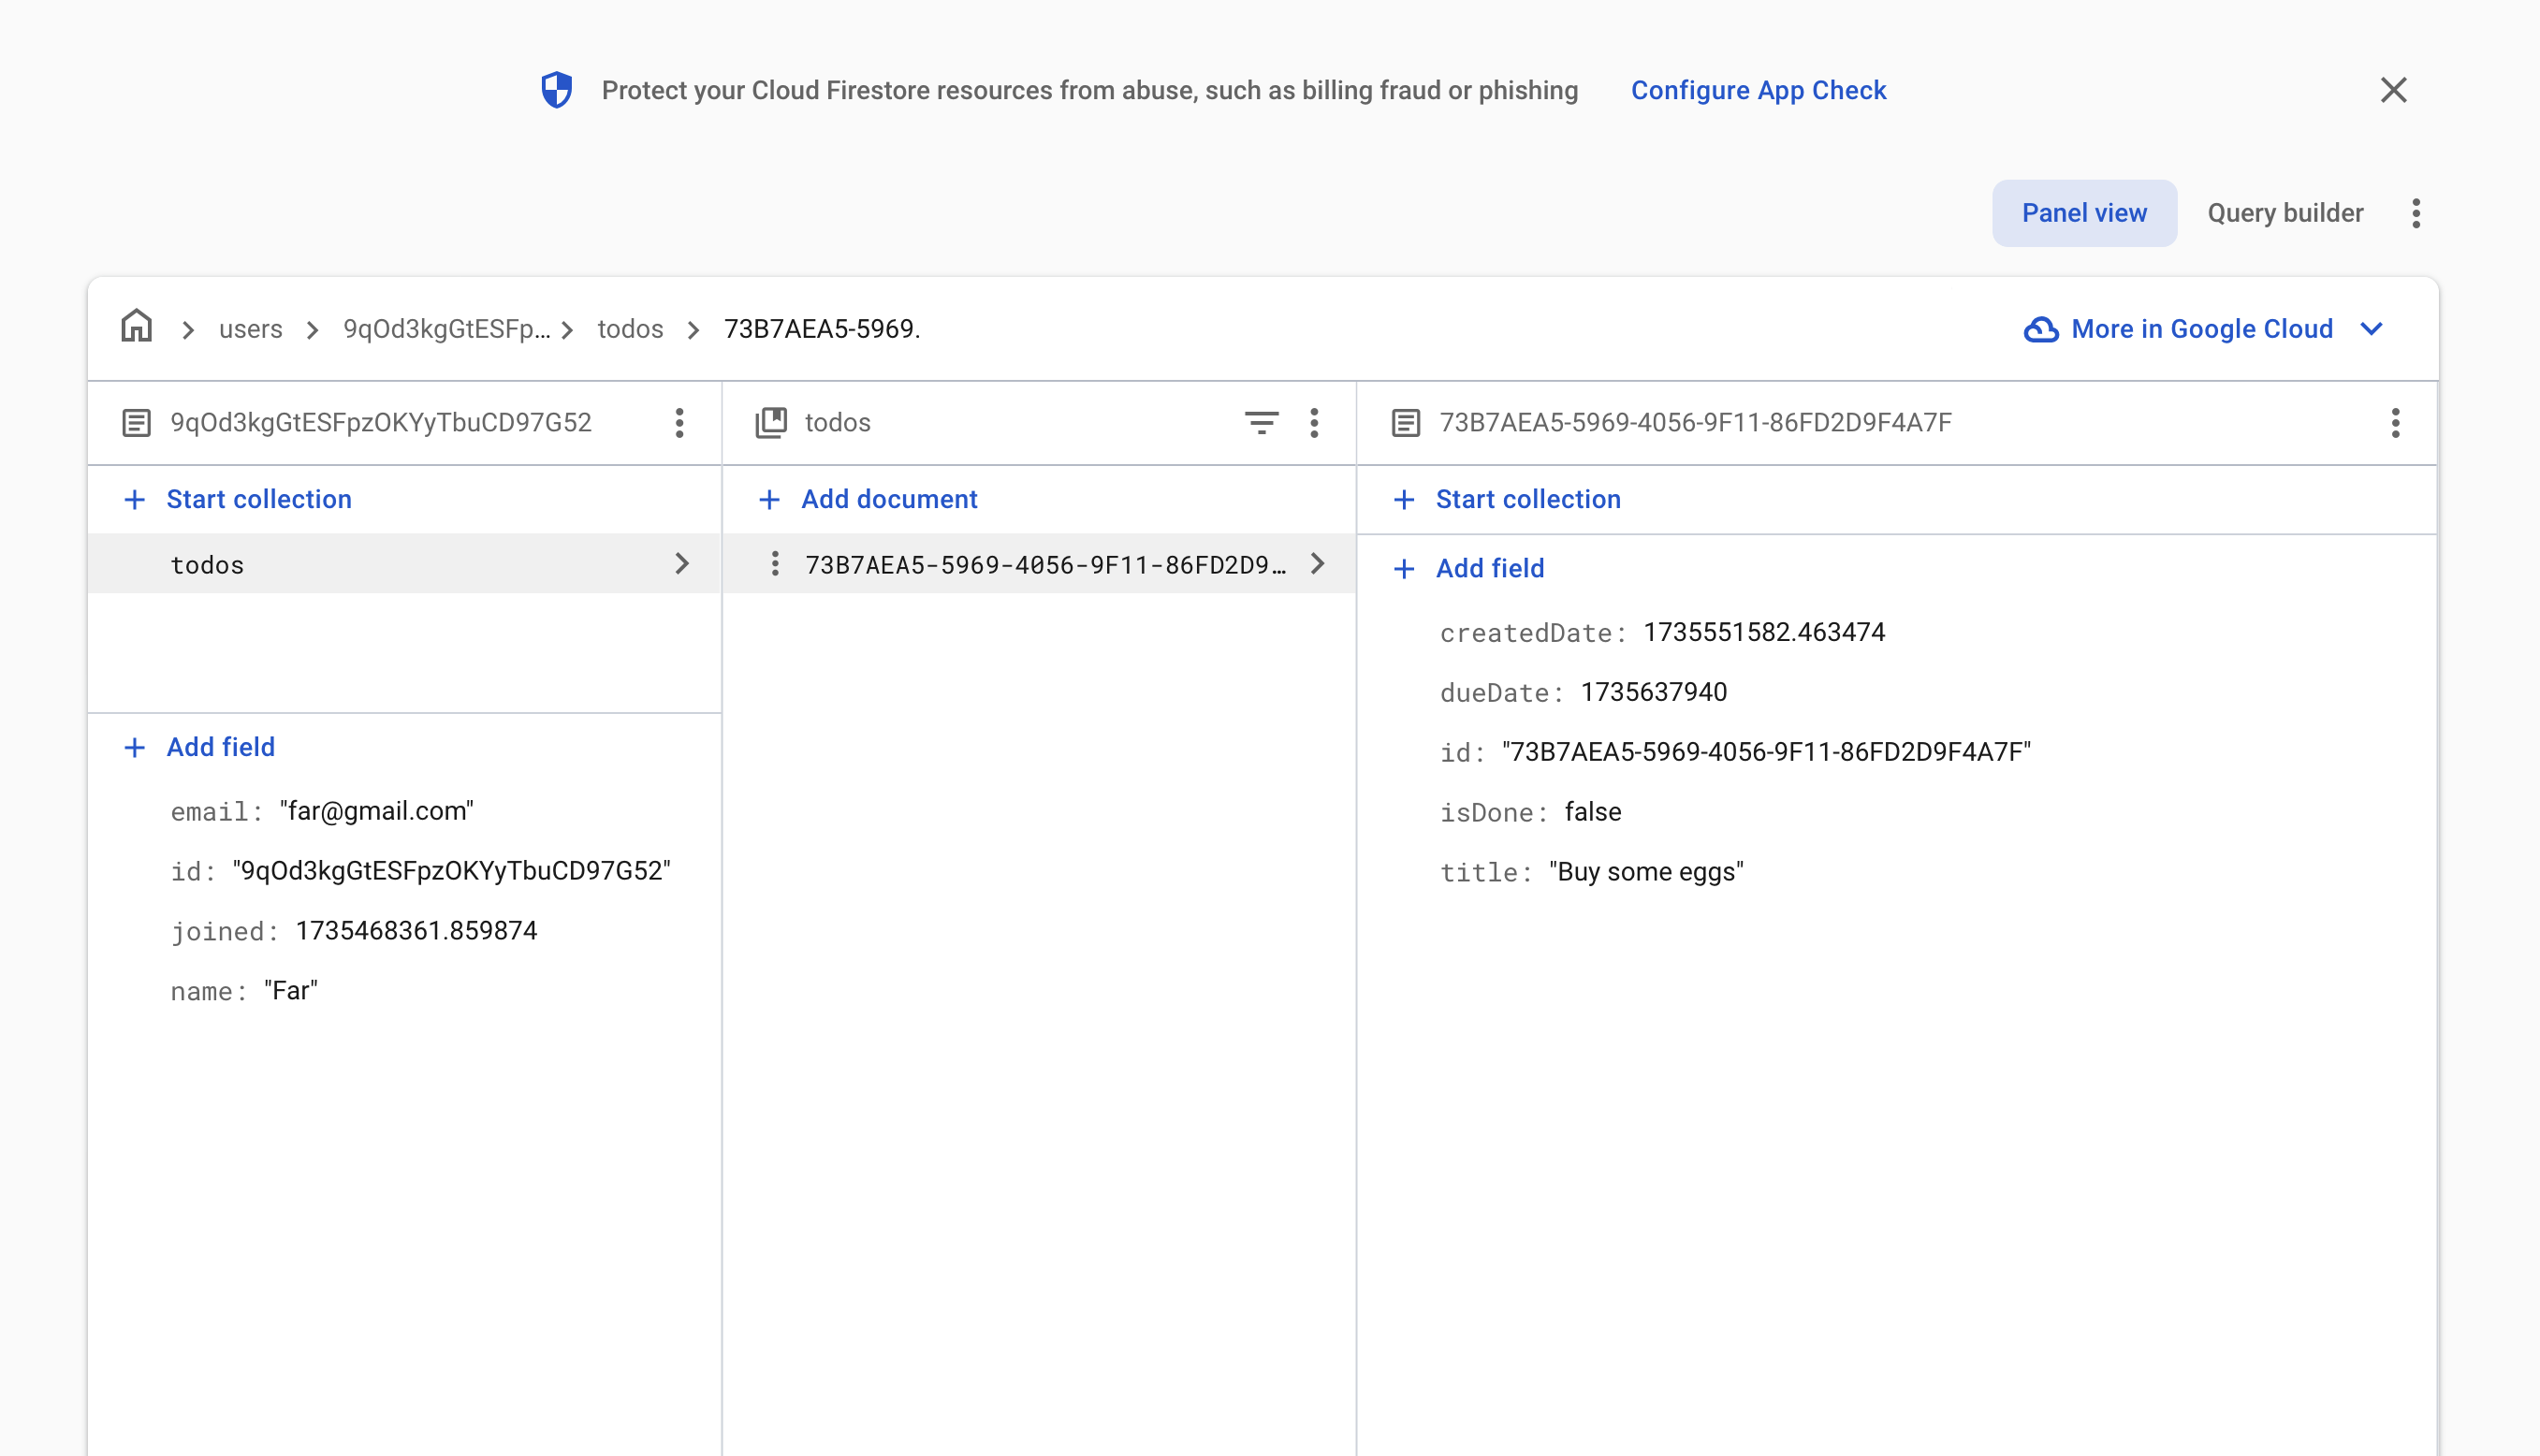 Protect your Cloud Firestore resources from abuse, such as billing fraud or phishing Configure App Check
Panel view Query builder
users 9qOd3kgGtESFp... todos 73B7AEA5-5969.
More in Google Cloud
9qOd3kgGtESFpzOKYyTbuCD97G52
Start collection
todos
Add field
email: "far@gmail.com"
id: "9qOd3kgGtESFpzOKYyTbuCD97G52"
joined: 1735468361.859874
name: "Far"
todos
Add document
73B7AEA5-5969-4056-9F11-86FD2D9...
73B7AEA5-5969-4056-9F11-86FD2D9F4A7F
Start collection
Add field
createdDate: 1735551582.463474
dueDate: 1735637940
id: "73B7AEA5-5969-4056-9F11-86FD2D9F4A7F"
isDone: false
title: "Buy some eggs"